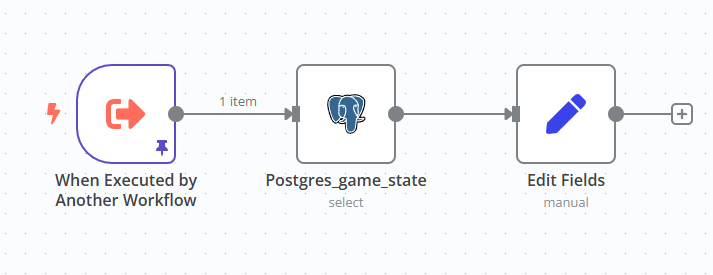 1 item
When Executed by
Another Workflow
Postgres_game_state
select
Edit Fields
manual